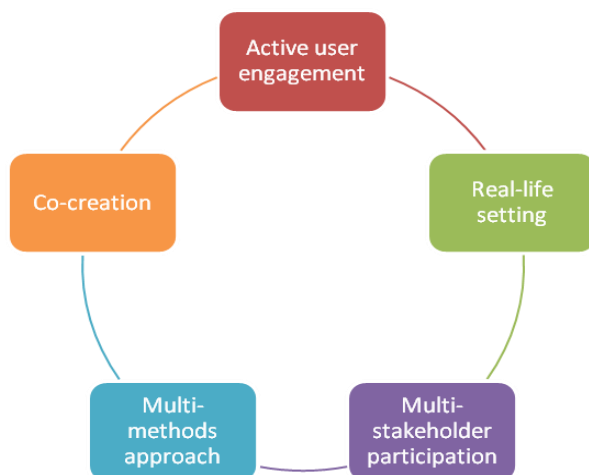 Active user
engagement
Real-life
setting
Multi-
stakeholder
participation
Multi-
methods
approach
Co-creation